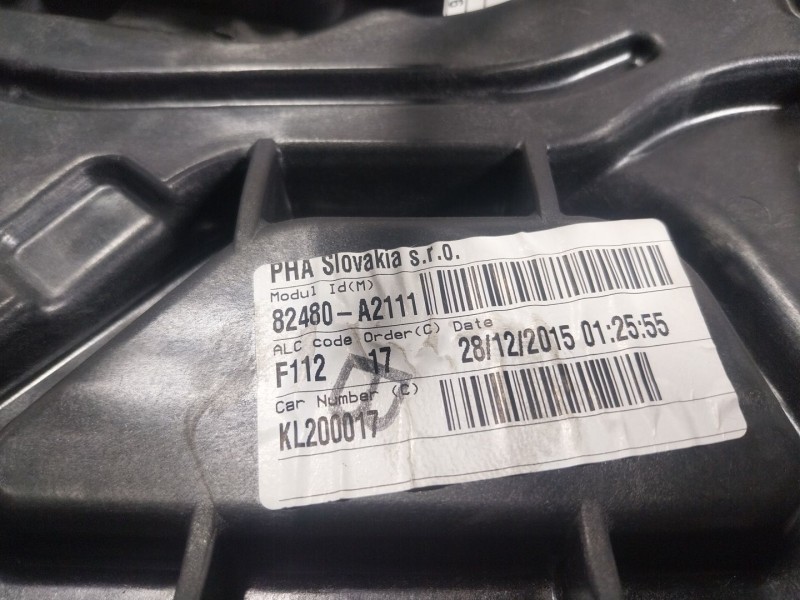 PHA Slovakia s.r.o.
Modul Id(M)
82480-A2111
ALC code Order(C) Date
F112 17 28/12/2015 01:25:55
Car Number (C)
KL200017